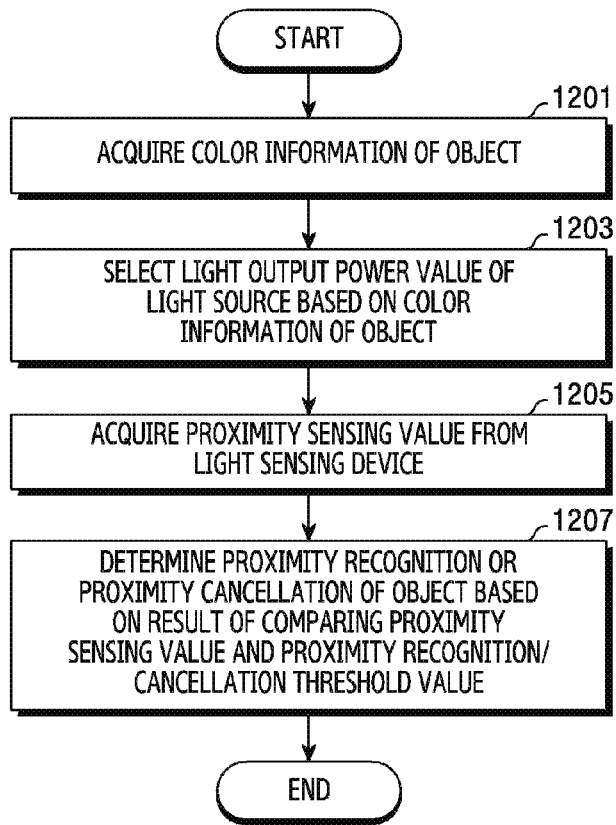 START
1201
ACQUIRE COLOR INFORMATION OF OBJECT
1203
SELECT LIGHT OUTPUT POWER VALUE OF
LIGHT SOURCE BASED ON COLOR
INFORMATION OF OBJECT
1205
ACQUIRE PROXIMITY SENSING VALUE FROM
LIGHT SENSING DEVICE
1207
DETERMINE PROXIMITY RECOGNITION OR
PROXIMITY CANCELLATION OF OBJECT BASED
ON RESULT OF COMPARING PROXIMITY
SENSING VALUE AND PROXIMITY RECOGNITION/
CANCELLATION THRESHOLD VALUE
END